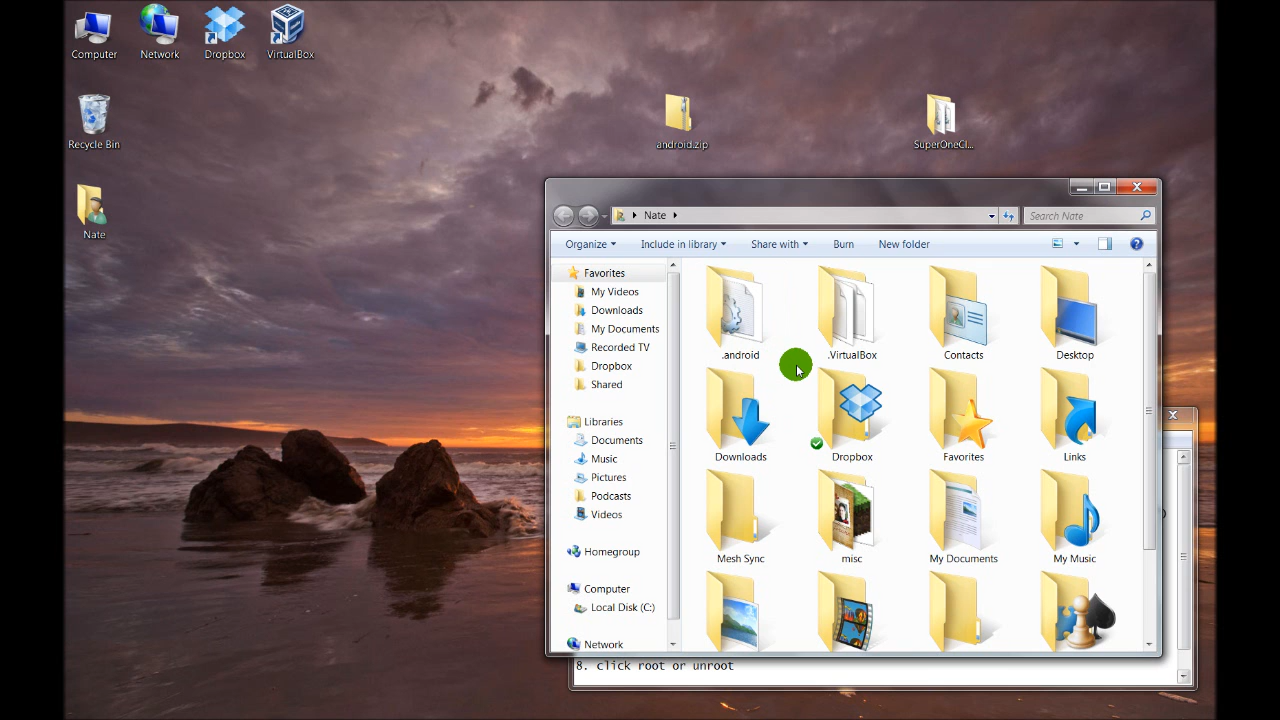 Computer
Network
Dropbox
VirtualBox
Recycle Bin
android.zip
SuperOneCl...
Nate
Nate
Search Nate
Organize
Include in library
Share with
Burn
New folder
Favorites
My Videos
Downloads
My Documents
Recorded TV
Dropbox
Shared
Libraries
Documents
Music
Pictures
Podcasts
Videos
Homegroup
Computer
Local Disk (C:)
Network
.android
.VirtualBox
Contacts
Desktop
Downloads
Dropbox
Favorites
Links
Mesh Sync
misc
My Documents
My Music
8. click root or unroot